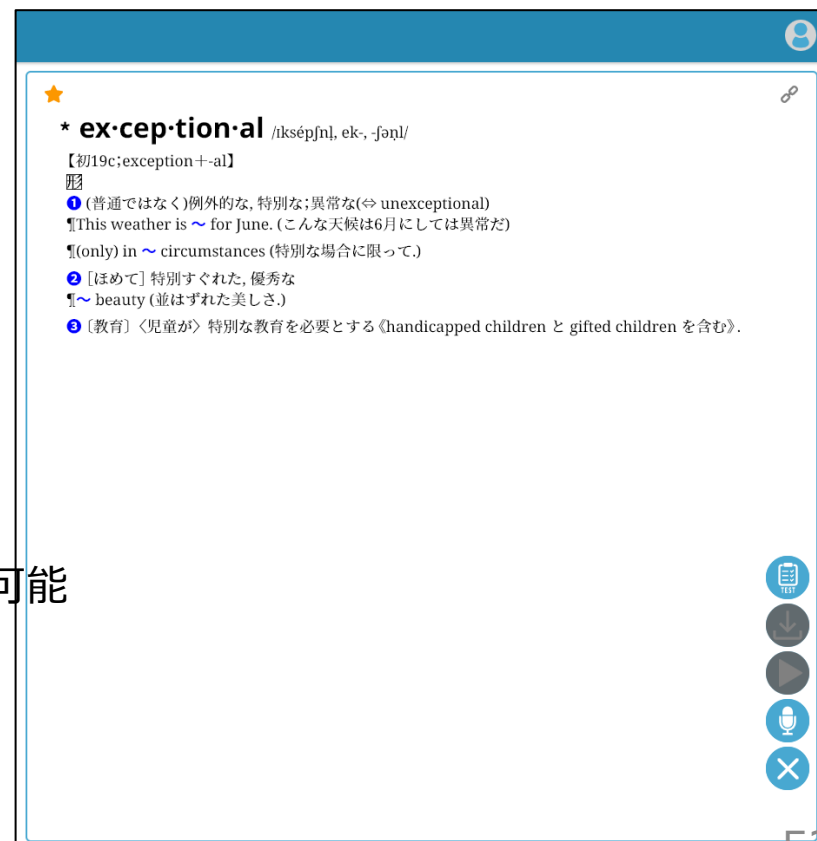 * ex·cep·tion·al /ɪksépʃnl̩, ek-, -ʃən̩l/
【初19c;exception＋-al】
形
❶ (普通ではなく)例外的な, 特別な;異常な(⇔ unexceptional)
¶This weather is ～ for June. (こんな天候は6月にしては異常だ)
¶(only) in ～ circumstances (特別な場合に限って.)
❷ [ほめて] 特別すぐれた, 優秀な
¶～ beauty (並はずれた美しさ.)
❸〔教育〕〈児童が〉特別な教育を必要とする《handicapped children と gifted children を含む》.
可能
TEST